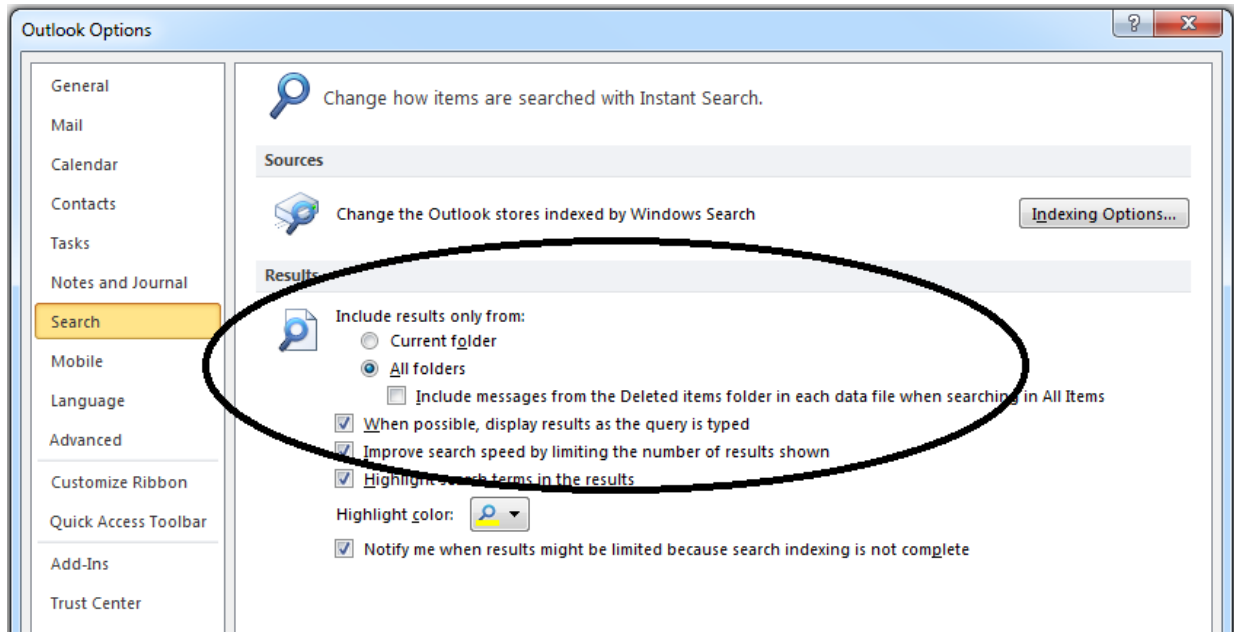 Outlook Options
General
Mail
Calendar
Contacts
Tasks
Notes and Journal
Search
Mobile
Language
Advanced
Customize Ribbon
Quick Access Toolbar
Add-Ins
Trust Center
Change how items are searched with Instant Search.
Sources
Change the Outlook stores indexed by Windows Search
Indexing Options...
Results
Include results only from:
Current folder
All folders
Include messages from the Deleted items folder in each data file when searching in All Items
When possible, display results as the query is typed
Improve search speed by limiting the number of results shown
Highlight search terms in the results
Highlight color:
Notify me when results might be limited because search indexing is not complete